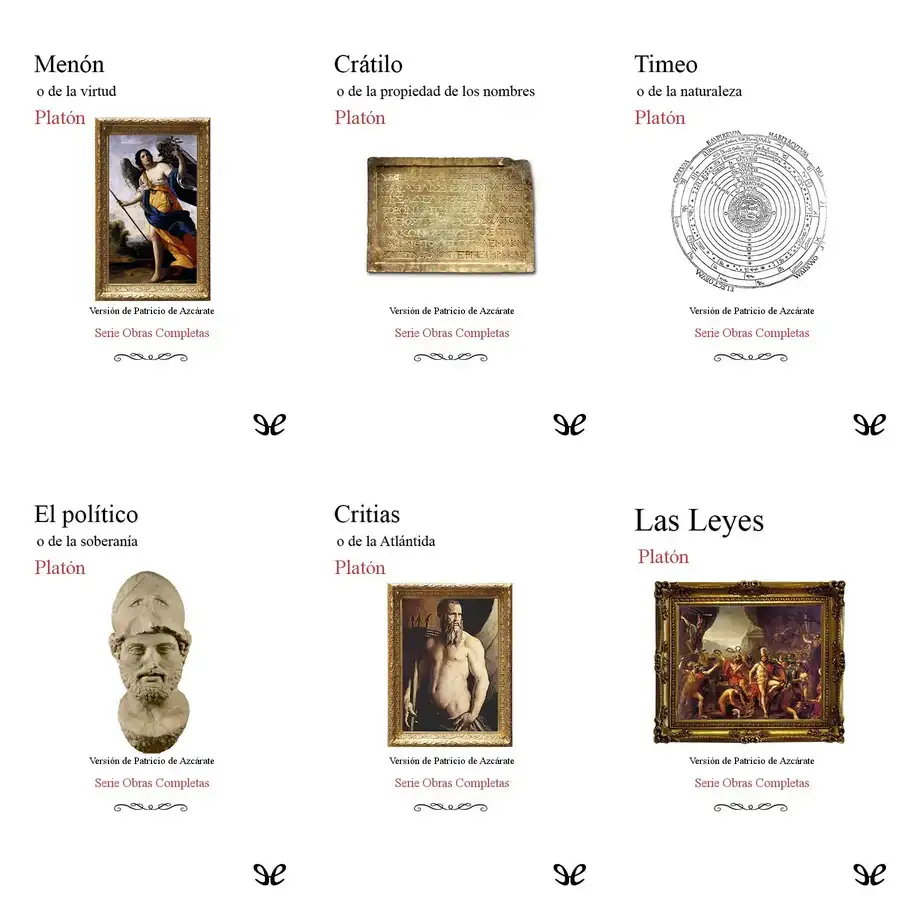 Menón
o de la virtud
Platón
Versión de Patricio de Azcárate
Serie Obras Completas
Crátilo
o de la propiedad de los nombres
Platón
Versión de Patricio de Azcárate
Serie Obras Completas
Timeo
o de la naturaleza
Platón
Versión de Patricio de Azcárate
Serie Obras Completas
El político
o de la soberanía
Platón
Versión de Patricio de Azcárate
Serie Obras Completas
Critias
o de la Atlántida
Platón
Versión de Patricio de Azcárate
Serie Obras Completas
Las Leyes
Platón
Versión de Patricio de Azcárate
Serie Obras Completas